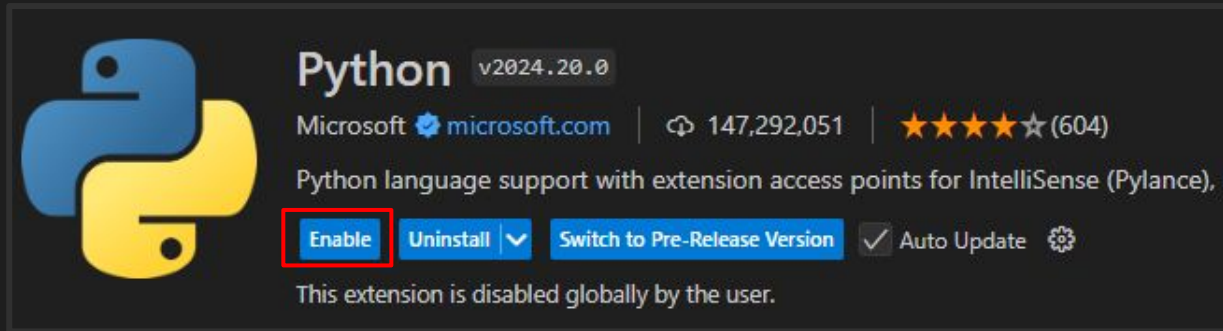 Python v2024.20.0
Microsoft microsoft.com 147,292,051 (604)
Python language support with extension access points for IntelliSense (Pylance),
Enable Uninstall Switch to Pre-Release Version Auto Update
This extension is disabled globally by the user.